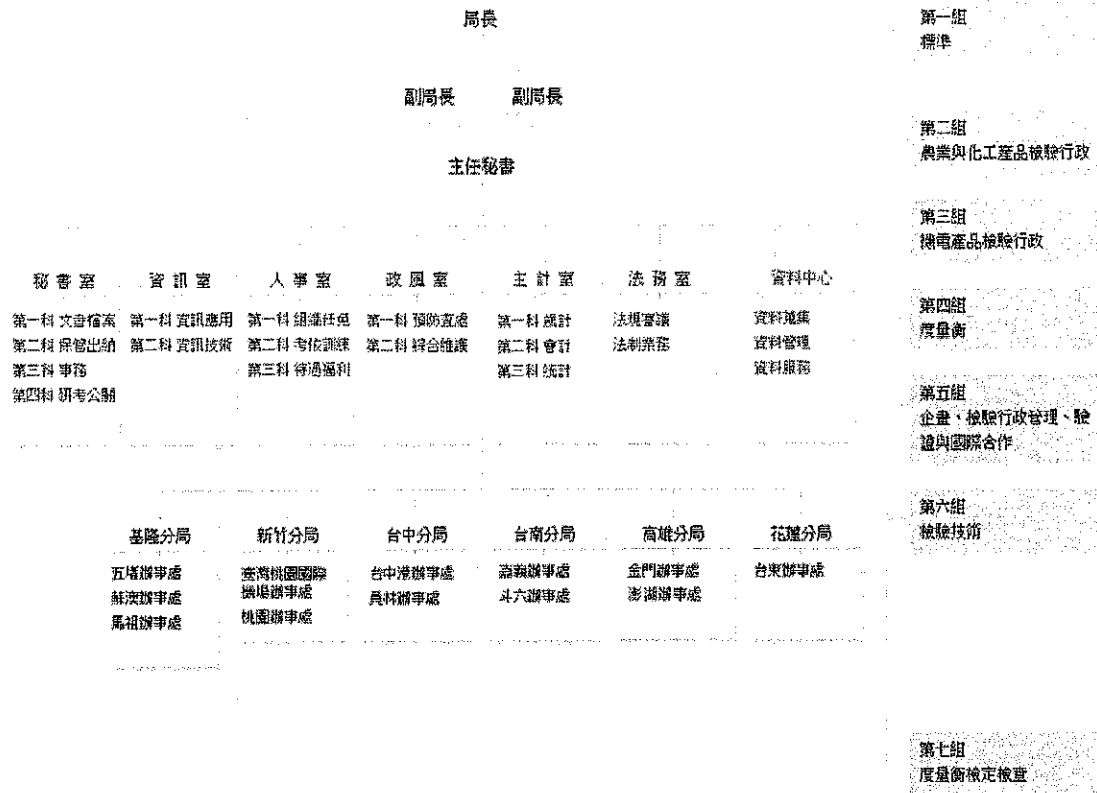 局長
副局長 副局長
主任秘書
秘書室 資訊室 人事室 政風室 主計室 法務室 資料中心
第一科 文書檔案 第一科 資訊應用 第一科 組織任免 第一科 預防查處 第一科 歲計 法規審議 資料蒐集
第二科 保管出納 第二科 資訊技術 第二科 考核訓練 第二科 綜合維護 第二科 會計 法制業務 資料管理
第三科 事務 第三科 待遇福利 第三科 統計 資料服務
第四科 研考公關
基隆分局 新竹分局 台中分局 台南分局 高雄分局 花蓮分局
五堵辦事處 臺灣桃園國際 台中港辦事處 嘉義辦事處 金門辦事處 台東辦事處
蘇澳辦事處 機場辦事處 員林辦事處 斗六辦事處 澎湖辦事處
馬祖辦事處 桃園辦事處
第一組
標準
第二組
農業與化工產品檢驗行政
第三組
機電產品檢驗行政
第四組
度量衡
第五組
企畫、檢驗行政管理、驗
證與國際合作
第六組
檢驗技術
第七組
度量衡檢定檢查